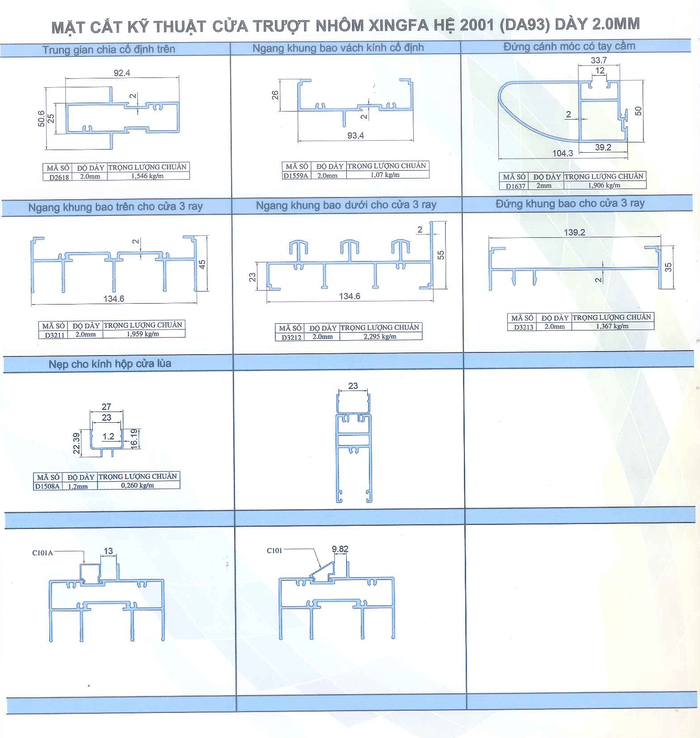 MẶT CẮT KỸ THUẬT CỬA TRƯỢT NHÔM XINGFA HỆ 2001 (DA93) DÀY 2.0MM
Trung gian chia cố định trên
Ngang khung bao vách kính cố định
Đứng cánh móc có tay cầm
92.4
2
50.6
25
MÃ SỐ ĐỘ DÀY TRỌNG LƯỢNG CHUẨN
D2618 2.0mm 1,546 kg/m
26
2
93.4
MÃ SỐ ĐỘ DÀY TRỌNG LƯỢNG CHUẨN
D1559A 2.0mm 1,07 kg/m
33.7
12
2
50
39.2
104.3
MÃ SỐ ĐỘ DÀY TRỌNG LƯỢNG CHUẨN
D1637 2mm 1,906 kg/m
Ngang khung bao trên cho cửa 3 ray
Ngang khung bao dưới cho cửa 3 ray
Đứng khung bao cho cửa 3 ray
2
45
134.6
MÃ SỐ ĐỘ DÀY TRỌNG LƯỢNG CHUẨN
D3211 2.0mm 1,959 kg/m
2
23
55
134.6
MÃ SỐ ĐỘ DÀY TRỌNG LƯỢNG CHUẨN
D3212 2.0mm 2,295 kg/m
139.2
2
35
MÃ SỐ ĐỘ DÀY TRỌNG LƯỢNG CHUẨN
D3213 2.0mm 1,367 kg/m
Nẹp cho kính hộp cửa lùa
27
23
22.39
1.2
16.19
MÃ SỐ ĐỘ DÀY TRỌNG LƯỢNG CHUẨN
D1508A 1,2mm 0,260 kg/m
23
C101A
13
C101
9.82